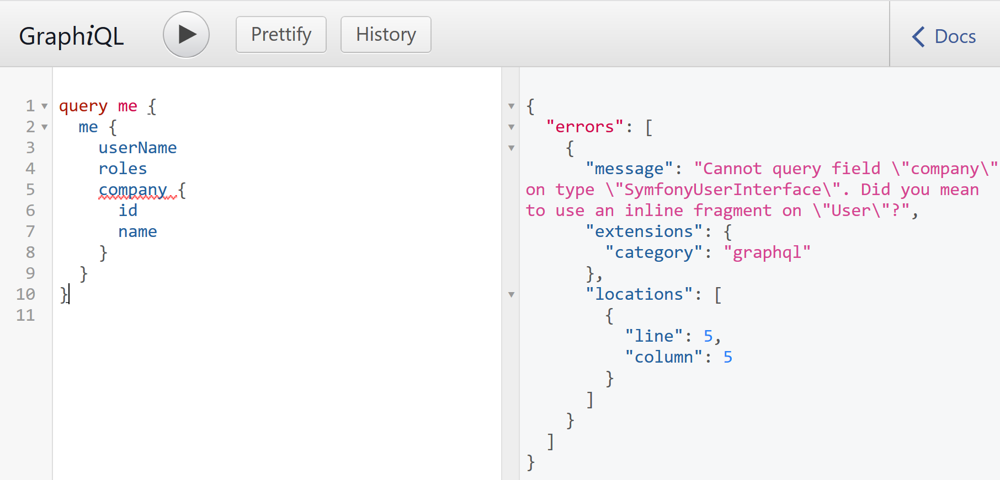 GraphiQL
Prettify
History
Docs
1 query me {
2 me {
3 userName
4 roles
5 company {
6 id
7 name
8 }
9 }
10 }
11
{
"errors": [
{
"message": "Cannot query field \"company\"
on type \"SymfonyUserInterface\". Did you mean
to use an inline fragment on \"User\"?",
"extensions": {
"category": "graphql"
},
"locations": [
{
"line": 5,
"column": 5
}
]
}
]
}